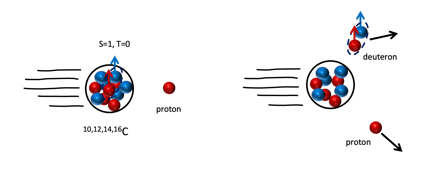 S=1, T=0
proton
10,12,14,16C
deuteron
proton